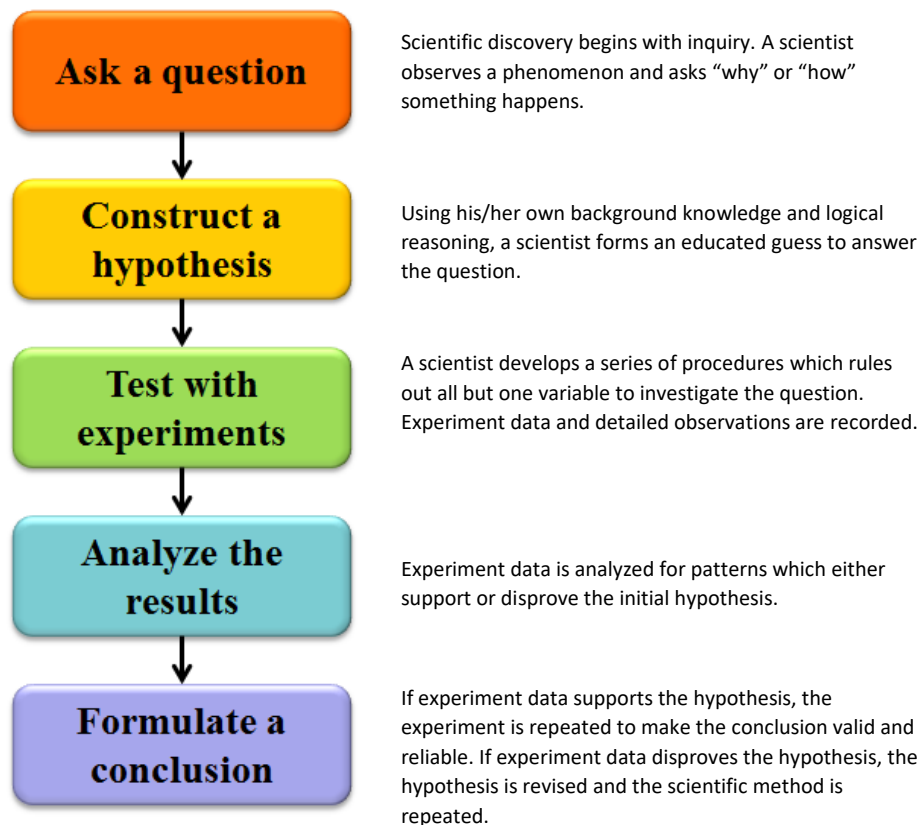 Ask a question
Scientific discovery begins with inquiry. A scientist
observes a phenomenon and asks “why” or “how”
something happens.
Construct a
hypothesis
Using his/her own background knowledge and logical
reasoning, a scientist forms an educated guess to answer
the question.
Test with
experiments
A scientist develops a series of procedures which rules
out all but one variable to investigate the question.
Experiment data and detailed observations are recorded.
Analyze the
results
Experiment data is analyzed for patterns which either
support or disprove the initial hypothesis.
Formulate a
conclusion
If experiment data supports the hypothesis, the
experiment is repeated to make the conclusion valid and
reliable. If experiment data disproves the hypothesis, the
hypothesis is revised and the scientific method is
repeated.